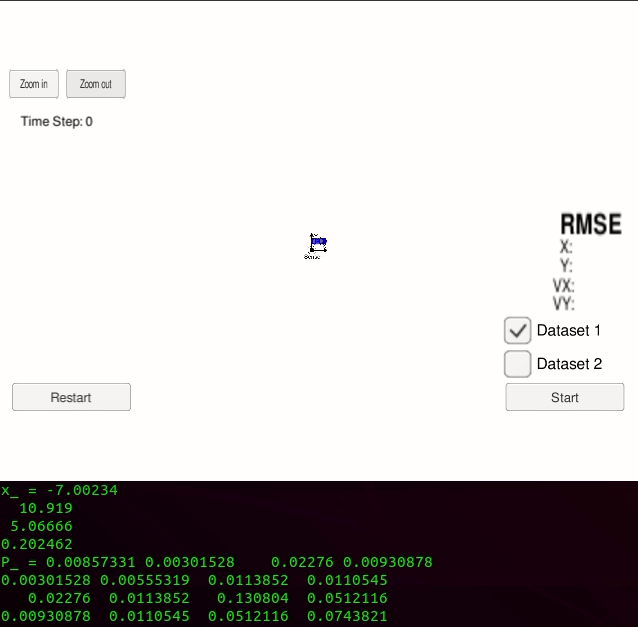 Zoom in Zoom out
Time Step: 0
Sense
RMSE
X:
Y:
VX:
VY:
Dataset 1
Dataset 2
Restart Start
x_ = -7.00234
10.919
5.06666
0.202462
P_ = 0.00857331 0.00301528 0.02276 0.00930878
0.00301528 0.00555319 0.0113852 0.0110545
0.02276 0.0113852 0.130804 0.0512116
0.00930878 0.0110545 0.0512116 0.0743821